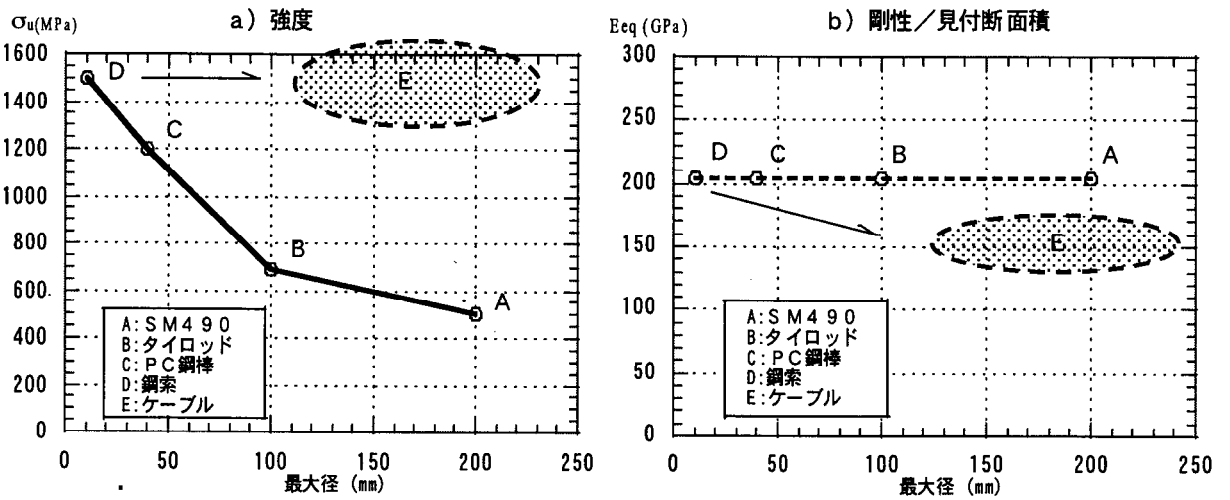 σu(MPa)
a) 強度
1600
1400
1200
1000
800
600
400
200
0
D
E
C
B
A
A:SM490
B:タイロッド
C:PC鋼棒
D:鋼索
E:ケーブル
0 50 100 150 200 250
最大径 (mm)
Eeq (GPa)
b) 剛性/見付断面積
300
250
200
150
100
50
0
D C B A
E
A:SM490
B:タイロッド
C:PC鋼棒
D:鋼索
E:ケーブル
0 50 100 150 200 250
最大径 (mm)